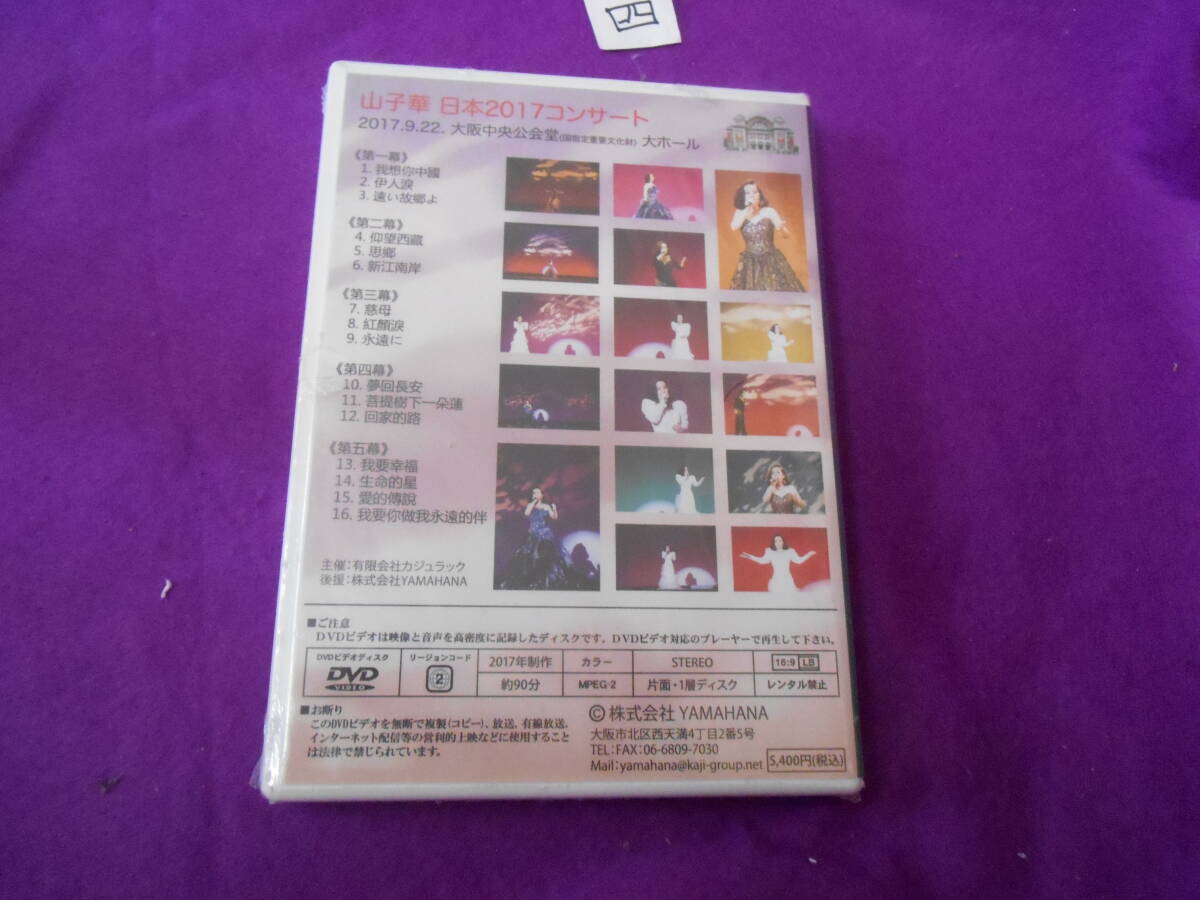 四
山子華 日本2017コンサート
2017.9.22. 大阪中央公会堂(国指定重要文化財) 大ホール
《第一幕》
1. 我想你中國
2. 伊人淚
3. 遠い故郷よ
《第二幕》
4. 仰望西蔵
5. 思郷
6. 新江南岸
《第三幕》
7. 慈母
8. 紅顏淚
9. 永遠に
《第四幕》
10. 夢回長安
11. 菩提樹下一朵蓮
12. 回家的路
《第五幕》
13. 我要幸福
14. 生命的星
15. 愛的傳說
16. 我要你做我永遠的伴
主催:有限会社カジュラック
後援:株式会社YAMAHANA
■ご注意
DVDビデオは映像と音声を高密度に記録したディスクです。DVDビデオ対応のプレーヤーで再生して下さい。
DVDビデオディスク
DVD
VIDEO
リージョンコード
2
2017年制作
カラー
STEREO
16:9 LB
約90分
MPEG-2
片面・1層ディスク
レンタル禁止
■お断り
このDVDビデオを無断で複製(コピー)、放送、有線放送、
インターネット配信等の営利的上映などに使用すること
は法律で禁じられています。
©株式会社 YAMAHANA
大阪市北区西天満4丁目2番5号
TEL:FAX:06-6809-7030
Mail:yamahana@kaji-group.net
5,400円(税込)